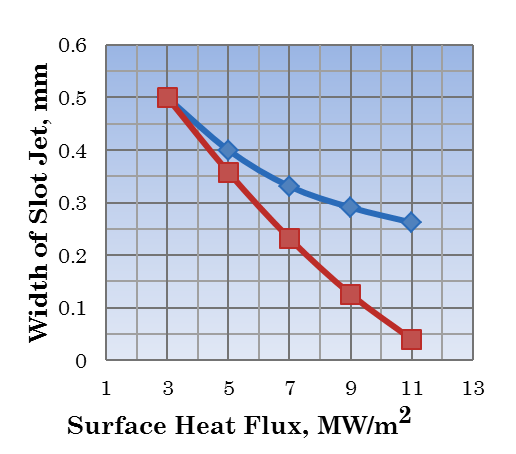 0.6
0.5
0.4
0.3
0.2
0.1
0
Width of Slot Jet, mm
1 3 5 7 9 11 13
Surface Heat Flux, MW/m²